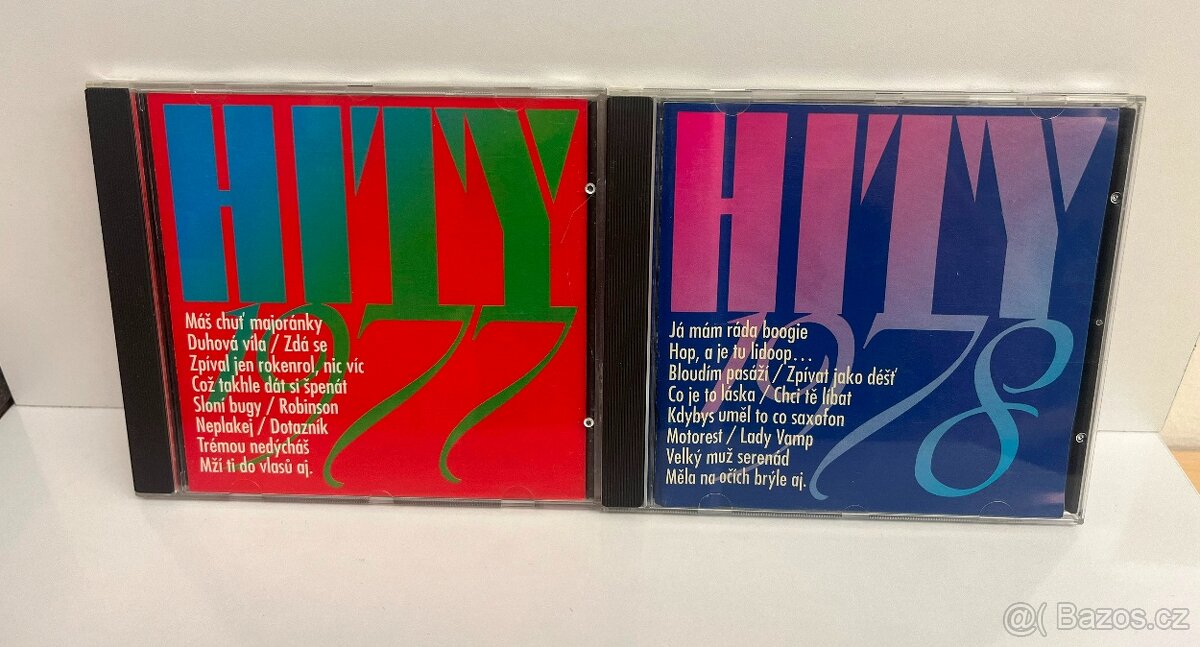 HITY
1977
Máš chuť majoránky
Duhová víla / Zdá se
Zpíval jen rokenrol, nic víc
Což takhle dát si špenát
Sloní bugy / Robinson
Neplakej / Dotazník
Trémou nedýcháš
Mží ti do vlasů aj.
HITY
1978
Já mám ráda boogie
Hop, a je tu lidoop...
Bloudím pasáží / Zpívat jako déšť
Co je to láska / Chci tě líbat
Kdybys uměl to co saxofon
Motorest / Lady Vamp
Velký muž serenád
Měla na očích brýle aj.
@( Bazos.cz